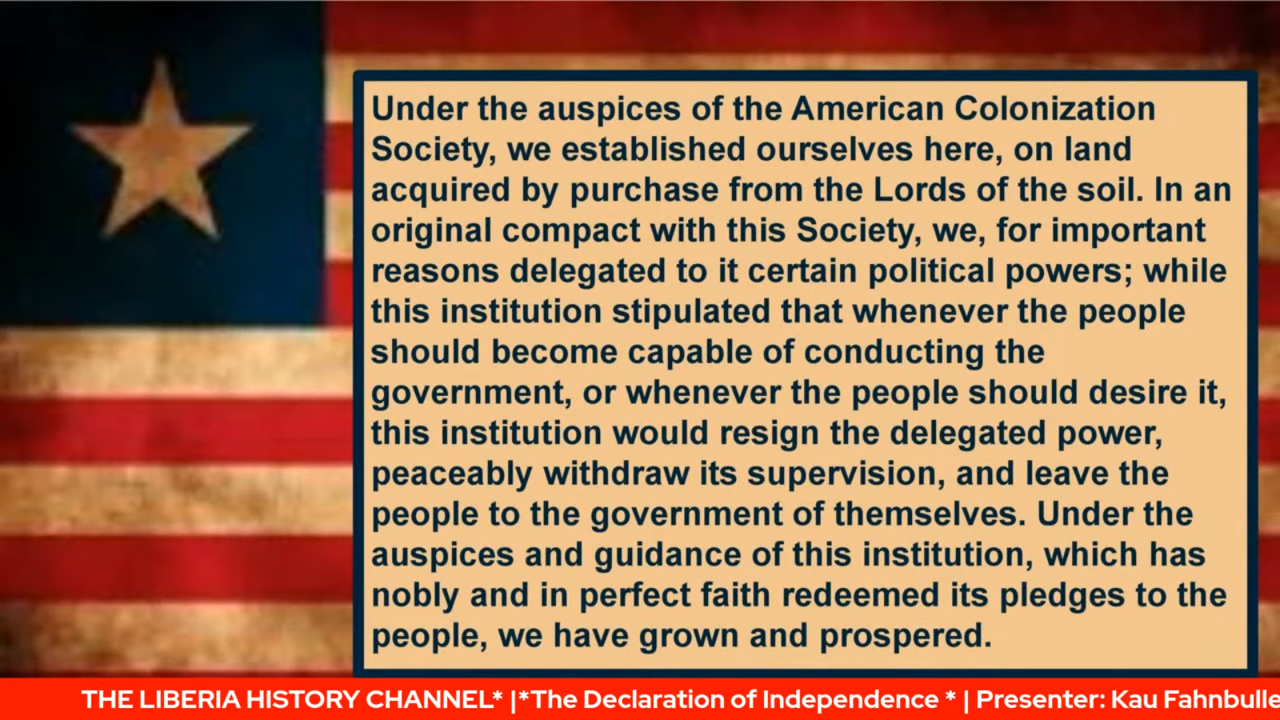 Under the auspices of the American Colonization
Society, we established ourselves here, on land
acquired by purchase from the Lords of the soil. In an
original compact with this Society, we, for important
reasons delegated to it certain political powers; while
this institution stipulated that whenever the people
should become capable of conducting the
government, or whenever the people should desire it,
this institution would resign the delegated power,
peaceably withdraw its supervision, and leave the
people to the government of themselves. Under the
auspices and guidance of this institution, which has
nobly and in perfect faith redeemed its pledges to the
people, we have grown and prospered.
THE LIBERIA HISTORY CHANNEL* |*The Declaration of Independence * | Presenter: Kau Fahnbulle